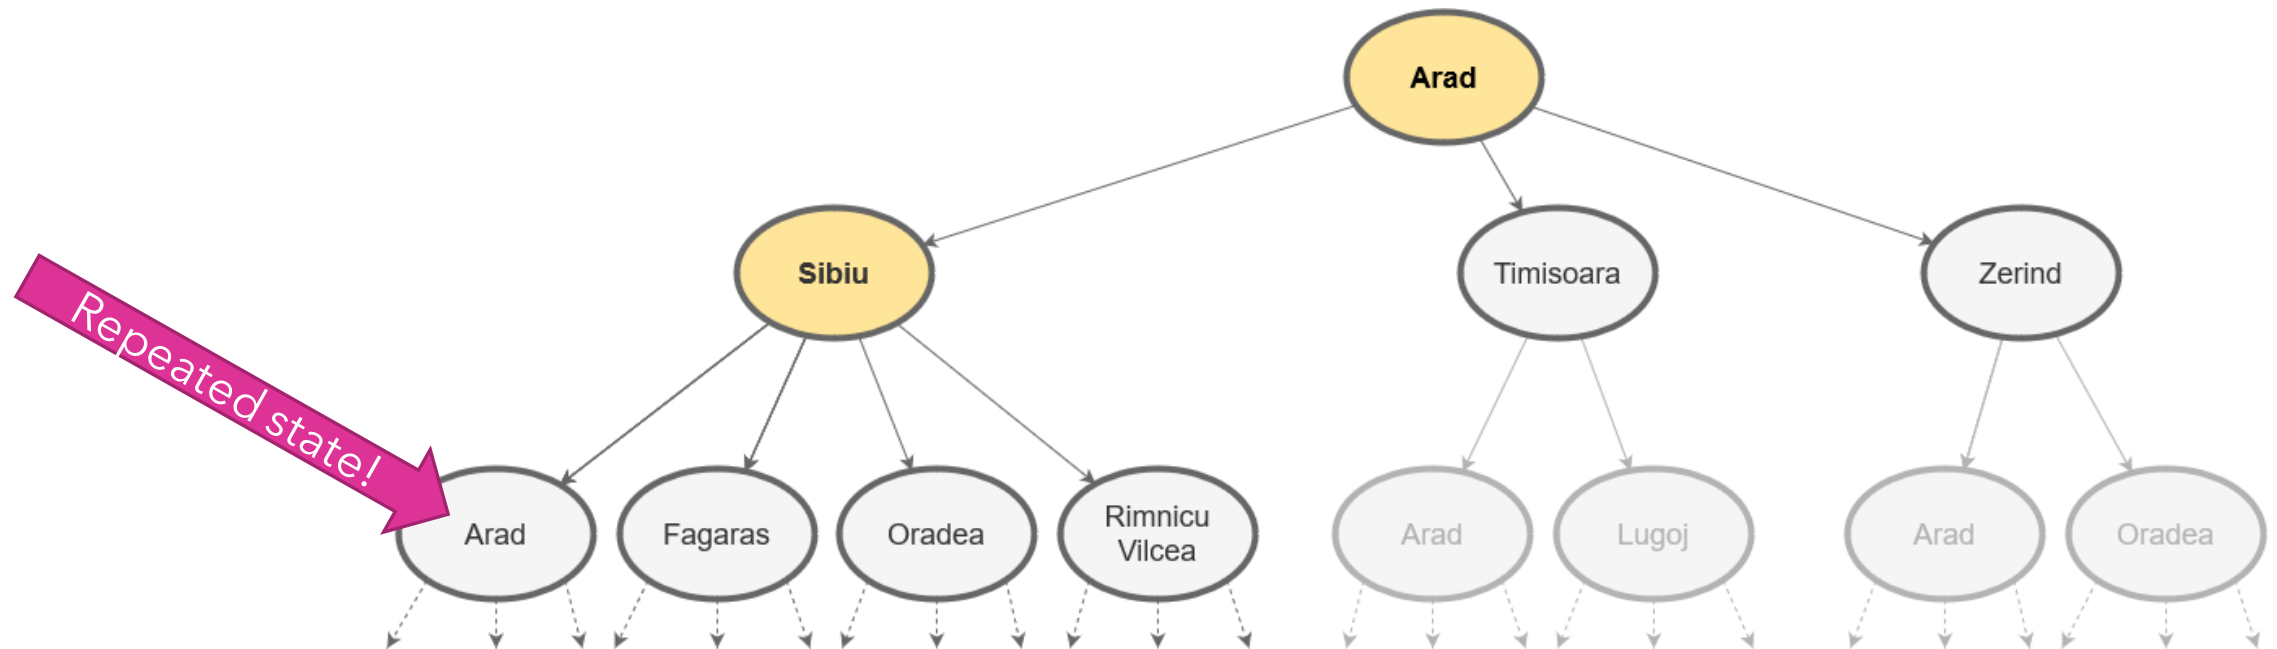 Arad
Sibiu
Timisoara
Zerind
Repeated state!
Arad
Fagaras
Oradea
Rimnicu
Vilcea
Arad
Lugoj
Arad
Oradea